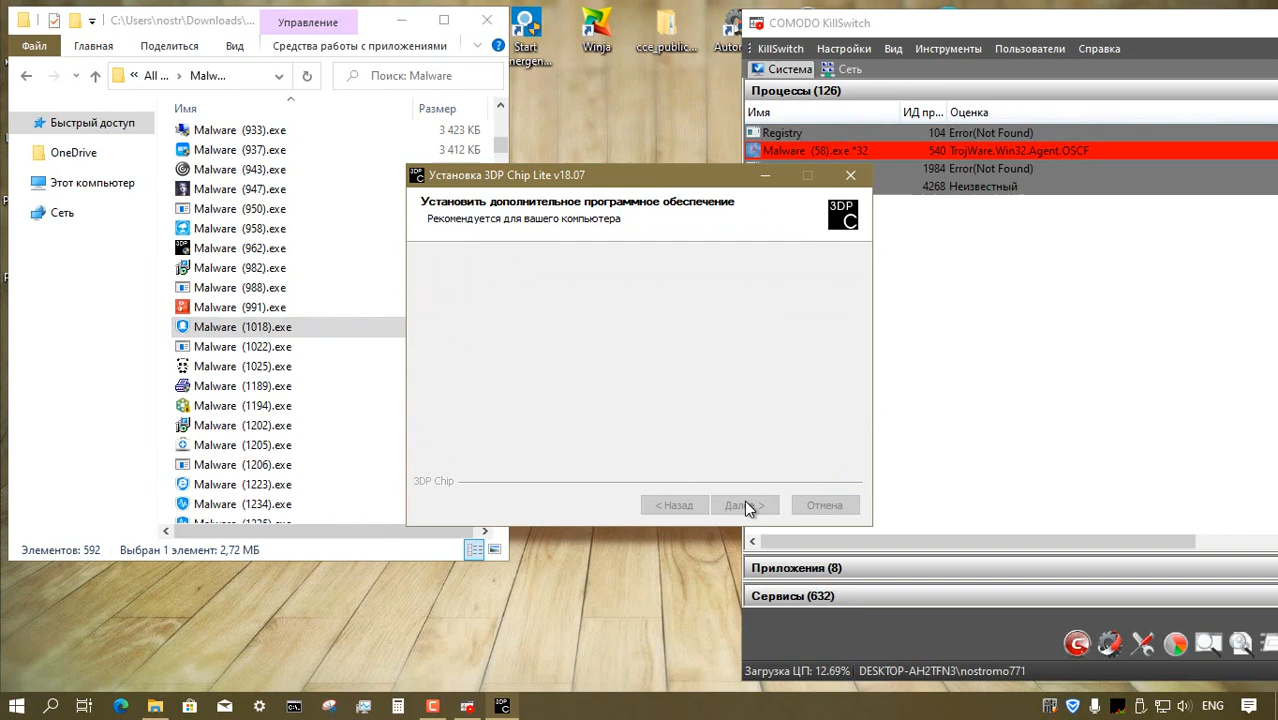 C:\Users\nostr\Downloads\...
Управление
Файл
Главная
Поделиться
Вид
Средства работы с приложениями
« All ... › Malw...
Поиск: Malware
Быстрый доступ
OneDrive
Этот компьютер
Сеть
Имя
Размер
Malware (933).exe
3 423 КБ
Malware (937).exe
3 412 КБ
Malware (943).exe
Malware (947).exe
Malware (950).exe
Malware (958).exe
Malware (962).exe
Malware (982).exe
Malware (988).exe
Malware (991).exe
Malware (1018).exe
Malware (1022).exe
Malware (1025).exe
Malware (1189).exe
Malware (1194).exe
Malware (1202).exe
Malware (1205).exe
Malware (1206).exe
Malware (1223).exe
Malware (1234).exe
Элементов: 592
Выбран 1 элемент: 2,72 МБ
Start
emergen...
Winja
cce_public...
Установка 3DP Chip Lite v18.07
Установить дополнительное программное обеспечение
Рекомендуется для вашего компьютера
3DP
C
3DP Chip
< Назад
Отмена
COMODO KillSwitch
KillSwitch
Настройки
Вид
Инструменты
Пользователи
Справка
Система
Сеть
Процессы (126)
Имя
ИД пр...
Оценка
Registry
104
Error(Not Found)
Malware (58).exe *32
540
TrojWare.Win32.Agent.OSCF
1984
Error(Not Found)
4268
Неизвестный
Приложения (8)
Сервисы (632)
Загрузка ЦП: 12.69%
DESKTOP-AH2TFN3\nostromo771
ENG